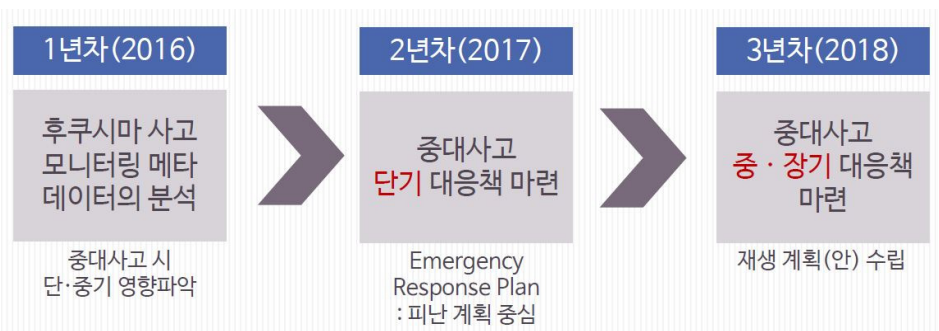 1년차(2016)
후쿠시마 사고
모니터링 메타
데이터의 분석
중대사고 시
단·중기 영향파악
2년차(2017)
중대사고
단기 대응책 마련
Emergency
Response Plan
: 피난 계획 중심
3년차(2018)
중대사고
중 · 장기 대응책
마련
재생 계획(안) 수립